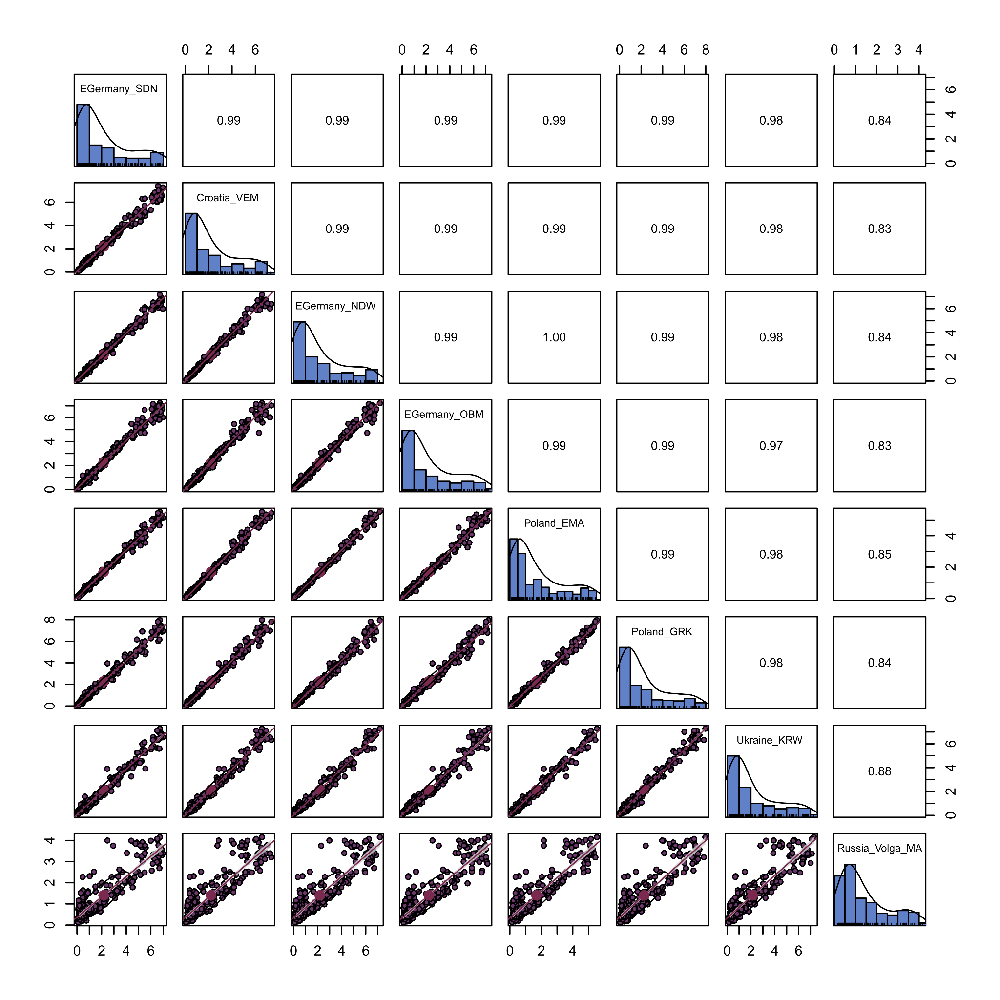 0 2 4 6 0 2 4 6 0 2 4 6 8 0 1 2 3 4
EGermany_SDN 0.99 0.99 0.99 0.99 0.99 0.98 0.84 0 2 4 6
0 2 4 6 Croatia_VEM 0.99 0.99 0.99 0.99 0.98 0.83
EGermany_NDW 0.99 1.00 0.99 0.98 0.84 0 2 4 6
0 2 4 6 EGermany_OBM 0.99 0.99 0.97 0.83
Poland_EMA 0.99 0.98 0.85 0 2 4
0 2 4 6 8 Poland_GRK 0.98 0.84
Ukraine_KRW 0.88 0 2 4 6
0 1 2 3 4 Russia_Volga_MA
0 2 4 6 0 2 4 6 0 2 4 0 2 4 6